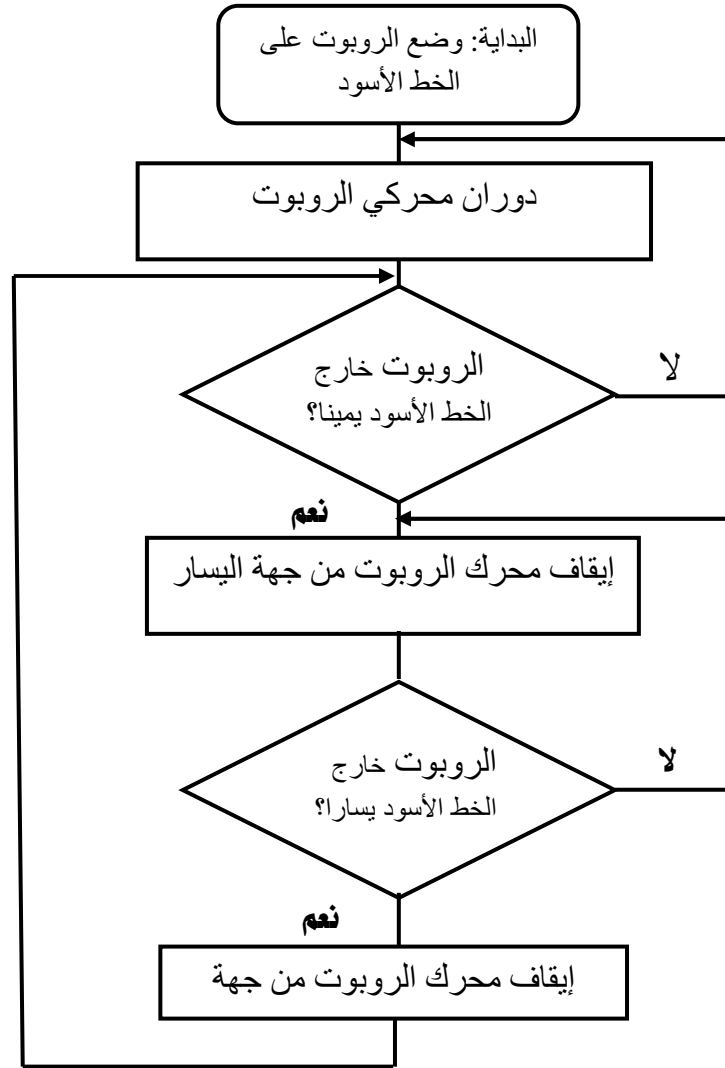 البداية: وضع الروبوت على
الخط الأسود
دوران محركي الروبوت
الروبوت خارج
الخط الأسود يمينا؟
لا
نعم
إيقاف محرك الروبوت من جهة اليسار
الروبوت خارج
الخط الأسود يسارا؟
لا
نعم
إيقاف محرك الروبوت من جهة